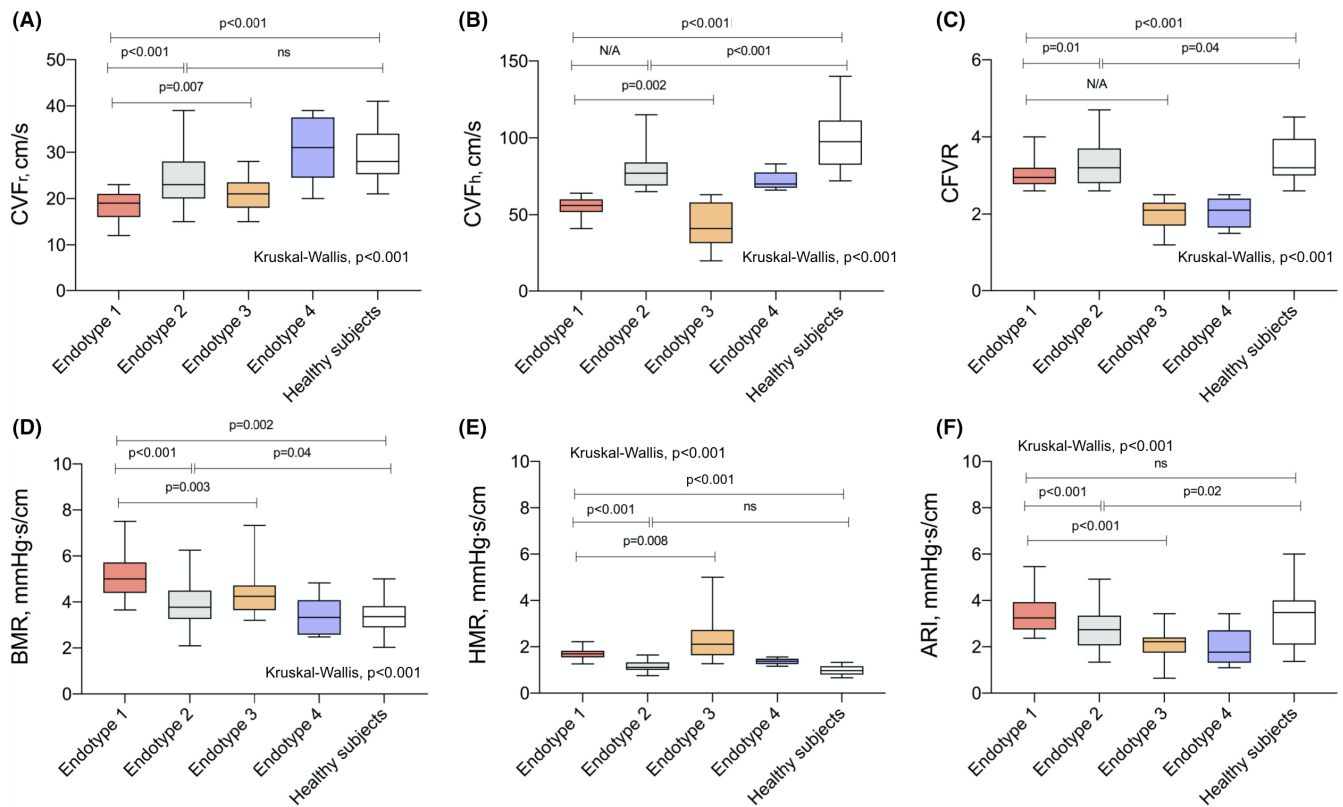 (A)
p<0.001
p<0.001
ns
p=0.007
50
40
30
20
10
0
CVFr, cm/s
Kruskal-Wallis, p<0.001
Endotype 1
Endotype 2
Endotype 3
Endotype 4
Healthy subjects
(B)
p<0.001
N/A
p<0.001
p=0.002
150
100
50
0
CVFh, cm/s
Kruskal-Wallis, p<0.001
Endotype 1
Endotype 2
Endotype 3
Endotype 4
Healthy subjects
(C)
p<0.001
p=0.01
p=0.04
N/A
6
4
2
0
CFVR
Kruskal-Wallis, p<0.001
Endotype 1
Endotype 2
Endotype 3
Endotype 4
Healthy subjects
(D)
p=0.002
p<0.001
p=0.04
p=0.003
10
8
6
4
2
0
BMR, mmHg·s/cm
Kruskal-Wallis, p<0.001
Endotype 1
Endotype 2
Endotype 3
Endotype 4
Healthy subjects
(E)
Kruskal-Wallis, p<0.001
p<0.001
p<0.001
ns
p=0.008
10
8
6
4
2
0
HMR, mmHg·s/cm
Endotype 1
Endotype 2
Endotype 3
Endotype 4
Healthy subjects
(F)
Kruskal-Wallis, p<0.001
ns
p<0.001
p=0.02
p<0.001
10
8
6
4
2
0
ARI, mmHg·s/cm
Endotype 1
Endotype 2
Endotype 3
Endotype 4
Healthy subjects